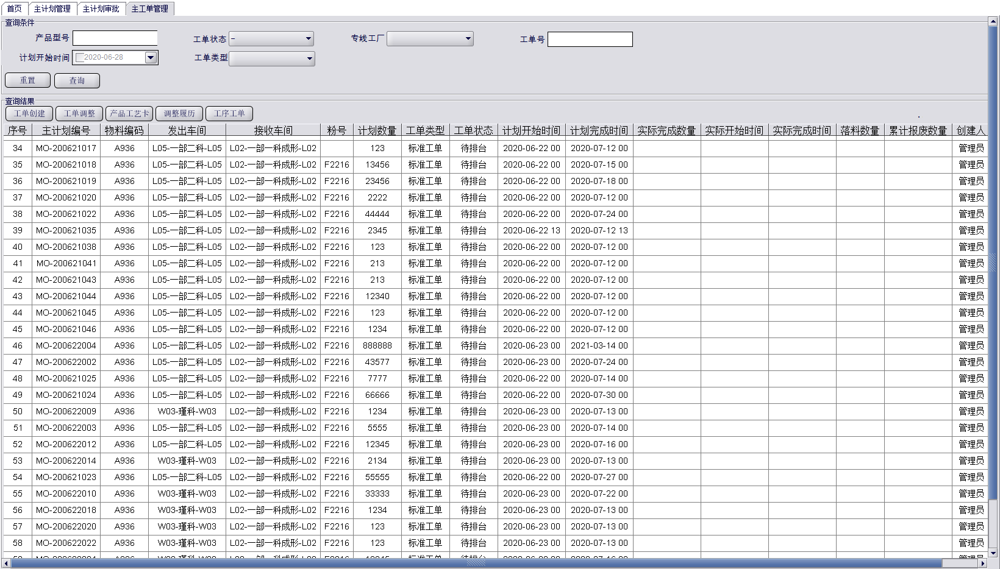 首页 主计划管理 主计划审批 主工单管理
查询条件
产品型号 工单状态 - 专线工厂 工单号
计划开始时间 2020-06-28 工单类型
重置 查询
查询结果
工单创建 工单调整 产品工艺卡 调整履历 工序工单
序号 主计划编号 物料编码 发出车间 接收车间 粉号 计划数量 工单类型 工单状态 计划开始时间 计划完成时间 实际完成数量 实际开始时间 实际完成时间 落料数量 累计报废数量 创建人
34 MO-200621017 A936 L05-一部二科-L05 L02-一部一科成形-L02 123 标准工单 待排台 2020-06-22 00 2020-07-12 00 管理员
35 MO-200621018 A936 L05-一部二科-L05 L02-一部一科成形-L02 F2216 13456 标准工单 待排台 2020-06-22 00 2020-07-15 00 管理员
36 MO-200621019 A936 L05-一部二科-L05 L02-一部一科成形-L02 F2216 23456 标准工单 待排台 2020-06-22 00 2020-07-18 00 管理员
37 MO-200621020 A936 L05-一部二科-L05 L02-一部一科成形-L02 F2216 2222 标准工单 待排台 2020-06-22 00 2020-07-12 00 管理员
38 MO-200621022 A936 L05-一部二科-L05 L02-一部一科成形-L02 F2216 44444 标准工单 待排台 2020-06-22 00 2020-07-24 00 管理员
39 MO-200621035 A936 L05-一部二科-L05 L02-一部一科成形-L02 F2216 2345 标准工单 待排台 2020-06-22 13 2020-07-12 13 管理员
40 MO-200621038 A936 L05-一部二科-L05 L02-一部一科成形-L02 F2216 123 标准工单 待排台 2020-06-22 00 2020-07-12 00 管理员
41 MO-200621041 A936 L05-一部二科-L05 L02-一部一科成形-L02 F2216 213 标准工单 待排台 2020-06-22 00 2020-07-12 00 管理员
42 MO-200621043 A936 L05-一部二科-L05 L02-一部一科成形-L02 F2216 213 标准工单 待排台 2020-06-22 00 2020-07-12 00 管理员
43 MO-200621044 A936 L05-一部二科-L05 L02-一部一科成形-L02 F2216 12340 标准工单 待排台 2020-06-22 00 2020-07-12 00 管理员
44 MO-200621045 A936 L05-一部二科-L05 L02-一部一科成形-L02 F2216 123 标准工单 待排台 2020-06-22 00 2020-07-12 00 管理员
45 MO-200621046 A936 L05-一部二科-L05 L02-一部一科成形-L02 F2216 1234 标准工单 待排台 2020-06-22 00 2020-07-12 00 管理员
46 MO-200622004 A936 L05-一部二科-L05 L02-一部一科成形-L02 F2216 888888 标准工单 待排台 2020-06-23 00 2021-03-14 00 管理员
47 MO-200622002 A936 L05-一部二科-L05 L02-一部一科成形-L02 F2216 43577 标准工单 待排台 2020-06-23 00 2020-07-24 00 管理员
48 MO-200621025 A936 L05-一部二科-L05 L02-一部一科成形-L02 F2216 7777 标准工单 待排台 2020-06-22 00 2020-07-14 00 管理员
49 MO-200621024 A936 L05-一部二科-L05 L02-一部一科成形-L02 F2216 66666 标准工单 待排台 2020-06-22 00 2020-07-30 00 管理员
50 MO-200622009 A936 W03-瑾科-W03 L02-一部一科成形-L02 F2216 1234 标准工单 待排台 2020-06-23 00 2020-07-13 00 管理员
51 MO-200622003 A936 L05-一部二科-L05 L02-一部一科成形-L02 F2216 5555 标准工单 待排台 2020-06-23 00 2020-07-14 00 管理员
52 MO-200622012 A936 L05-一部二科-L05 L02-一部一科成形-L02 F2216 12345 标准工单 待排台 2020-06-23 00 2020-07-16 00 管理员
53 MO-200622014 A936 W03-瑾科-W03 L02-一部一科成形-L02 F2216 2134 标准工单 待排台 2020-06-23 00 2020-07-13 00 管理员
54 MO-200621023 A936 L05-一部二科-L05 L02-一部一科成形-L02 F2216 55555 标准工单 待排台 2020-06-22 00 2020-07-27 00 管理员
55 MO-200622010 A936 W03-瑾科-W03 L02-一部一科成形-L02 F2216 33333 标准工单 待排台 2020-06-23 00 2020-07-22 00 管理员
56 MO-200622018 A936 W03-瑾科-W03 L02-一部一科成形-L02 F2216 1234 标准工单 待排台 2020-06-23 00 2020-07-13 00 管理员
57 MO-200622020 A936 W03-瑾科-W03 L02-一部一科成形-L02 F2216 123 标准工单 待排台 2020-06-23 00 2020-07-13 00 管理员
58 MO-200622022 A936 W03-瑾科-W03 L02-一部一科成形-L02 F2216 123 标准工单 待排台 2020-06-23 00 2020-07-13 00 管理员